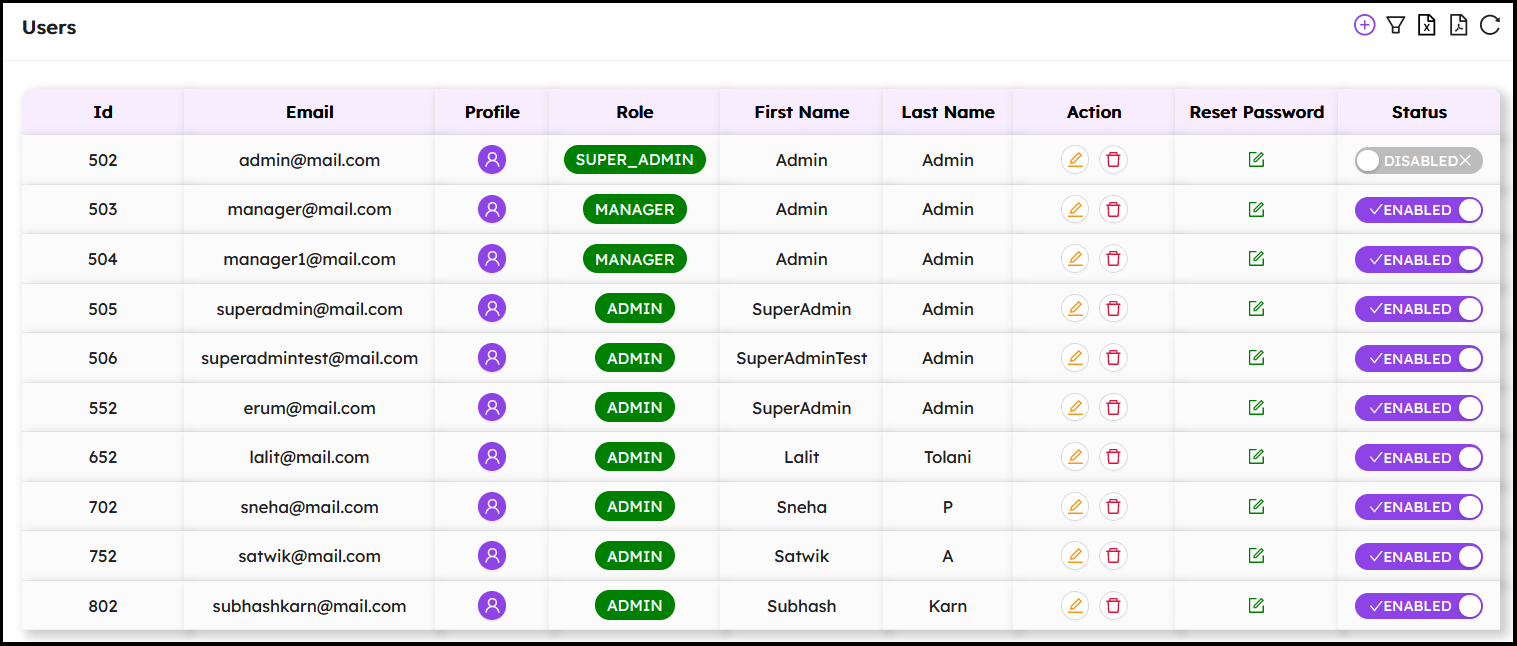 Users
Id Email Profile Role First Name Last Name Action Reset Password Status
502 admin@mail.com SUPER_ADMIN Admin Admin DISABLED
503 manager@mail.com MANAGER Admin Admin ENABLED
504 manager1@mail.com MANAGER Admin Admin ENABLED
505 superadmin@mail.com ADMIN SuperAdmin Admin ENABLED
506 superadmintest@mail.com ADMIN SuperAdminTest Admin ENABLED
552 erum@mail.com ADMIN SuperAdmin Admin ENABLED
652 lalit@mail.com ADMIN Lalit Tolani ENABLED
702 sneha@mail.com ADMIN Sneha P ENABLED
752 satwik@mail.com ADMIN Satwik A ENABLED
802 subhashkarn@mail.com ADMIN Subhash Karn ENABLED